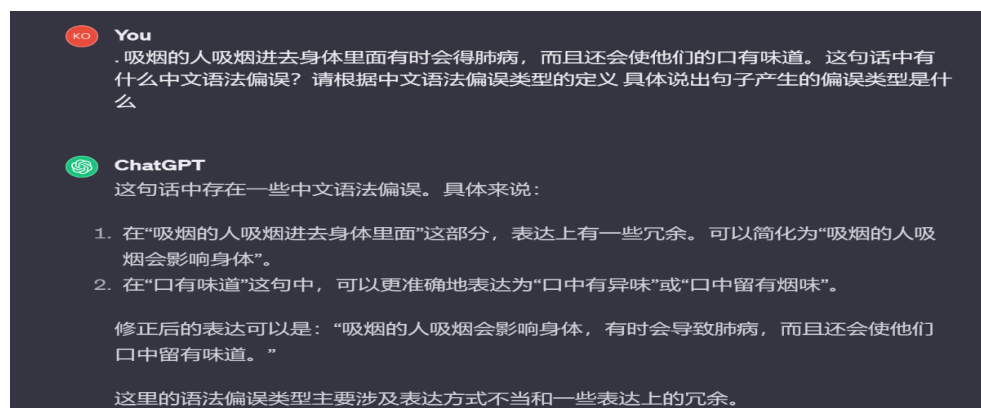 KO
You
. 吸烟的人吸烟进去身体里面有时会得肺病，而且还会使他们的口有味道。这句话中有
什么中文语法偏误？请根据中文语法偏误类型的定义 具体说出句子产生的偏误类型是什
么
ChatGPT
这句话中存在一些中文语法偏误。具体来说：
1. 在“吸烟的人吸烟进去身体里面”这部分，表达上有一些冗余。可以简化为“吸烟的人吸
烟会影响身体”。
2. 在“口有味道”这句中，可以更准确地表达为“口中有异味”或“口中留有烟味”。
修正后的表达可以是：“吸烟的人吸烟会影响身体，有时会导致肺病，而且还会使他们
口中留有味道。”
这里的语法偏误类型主要涉及表达方式不当和一些表达上的冗余。